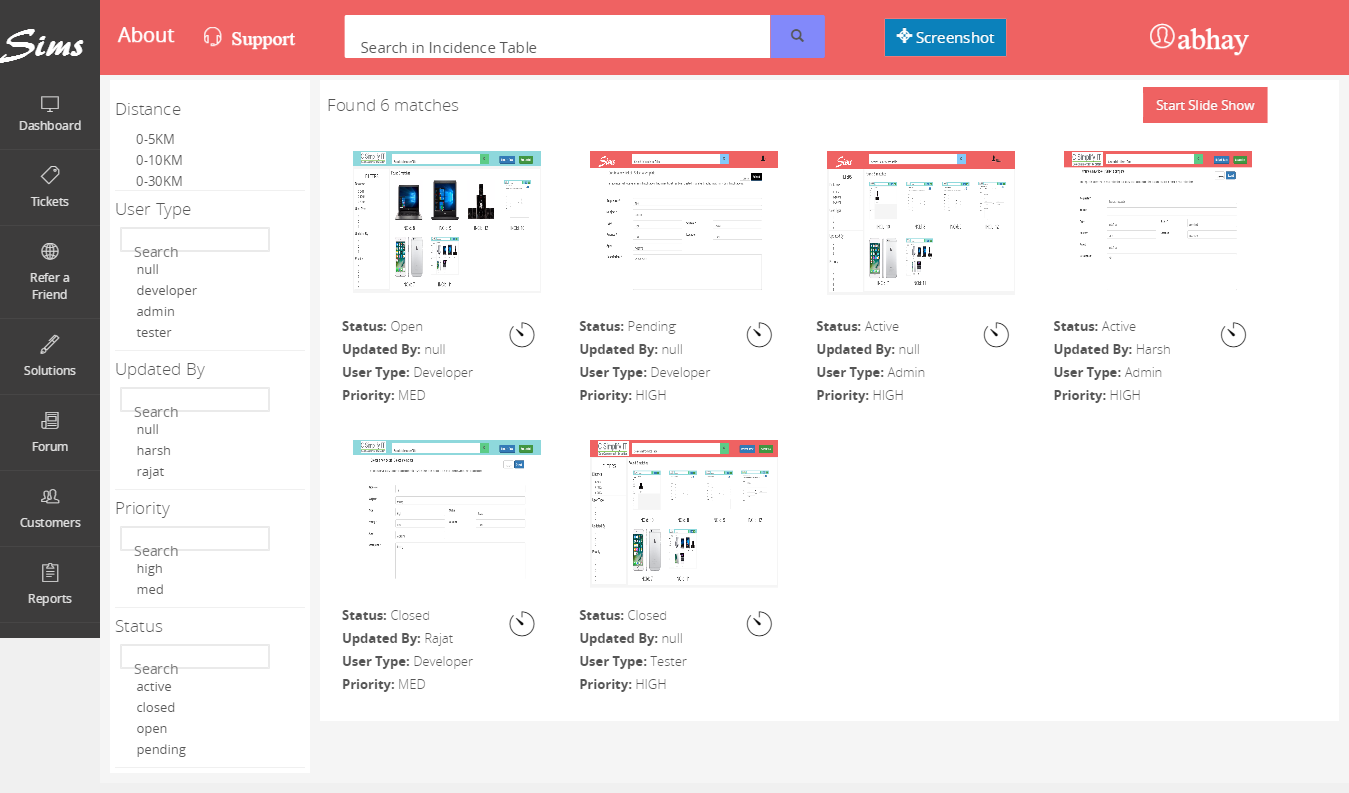 Sims
About
Support
Search in Incidence Table
Screenshot
abhay
Dashboard
Tickets
Refer a
Friend
Solutions
Forum
Customers
Reports
Distance
0-5KM
0-10KM
0-30KM
User Type
Search
null
developer
admin
tester
Updated By
Search
null
harsh
rajat
Priority
Search
high
med
Status
Search
active
closed
open
pending
Found 6 matches
Start Slide Show
Status: Open
Updated By: null
User Type: Developer
Priority: MED
Status: Pending
Updated By: null
User Type: Developer
Priority: HIGH
Status: Active
Updated By: null
User Type: Admin
Priority: HIGH
Status: Active
Updated By: Harsh
User Type: Admin
Priority: HIGH
Status: Closed
Updated By: Rajat
User Type: Developer
Priority: MED
Status: Closed
Updated By: null
User Type: Tester
Priority: HIGH